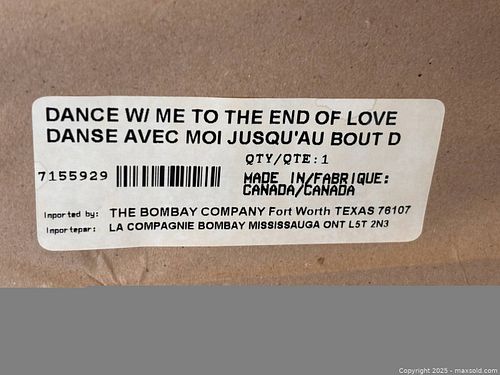 DANCE W/ ME TO THE END OF LOVE
DANSE AVEC MOI JUSQU'AU BOUT D
QTY/QTE:1
7155929
MADE IN/FABRIQUE:
CANADA/CANADA
Imported by: THE BOMBAY COMPANY Fort Worth TEXAS 76107
Importepar: LA COMPAGNIE BOMBAY MISSISSAUGA ONT L5T 2N3
Copyright © 2025 - maxsold.com